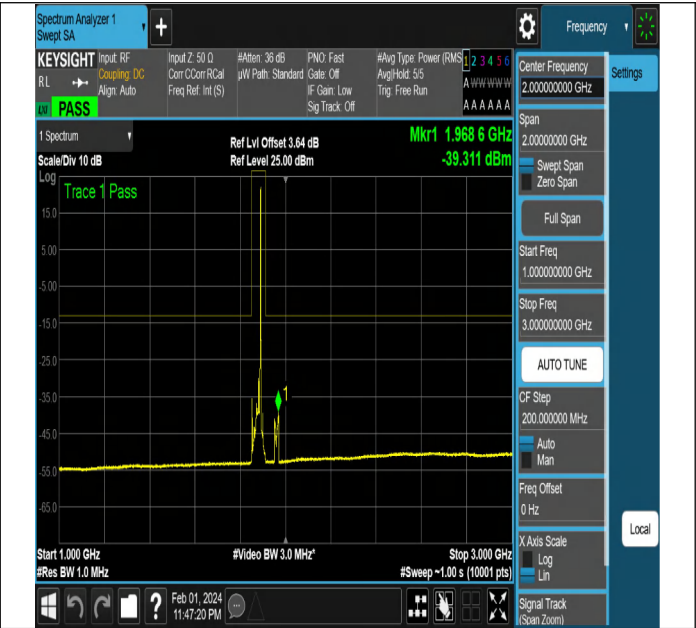 Spectrum Analyzer 1
Swept SA
+
Frequency
KEYSIGHT
Input: RF
Coupling: DC
Align: Auto
Input Z: 50 Ω
Corr CCorr RCal
Freq Ref: Int (S)
#Atten: 36 dB
µW Path: Standard
PNO: Fast
Gate: Off
IF Gain: Low
Sig Track: Off
#Avg Type: Power (RMS
Avg|Hold: 5/5
Trig: Free Run
1 2 3 4 5 6
A W W W W W
A A A A A A
R L
PASS
Center Frequency
2.000000000 GHz
Settings
Span
2.00000000 GHz
Swept Span
Zero Span
Full Span
Start Freq
1.000000000 GHz
Stop Freq
3.000000000 GHz
AUTO TUNE
CF Step
200.000000 MHz
Auto
Man
Freq Offset
0 Hz
X Axis Scale
Log
Lin
Local
Signal Track
(Span Zoom)
1 Spectrum
Scale/Div 10 dB
Ref Lvl Offset 3.64 dB
Ref Level 25.00 dBm
Mkr1 1.968 6 GHz
-39.311 dBm
Log
Trace 1 Pass
15.0
5.00
-5.00
-15.0
-25.0
-35.0
-45.0
-55.0
-65.0
1
Start 1.000 GHz
#Res BW 1.0 MHz
#Video BW 3.0 MHz*
Stop 3.000 GHz
#Sweep ~1.00 s (10001 pts)
?
Feb 01, 2024
11:47:20 PM